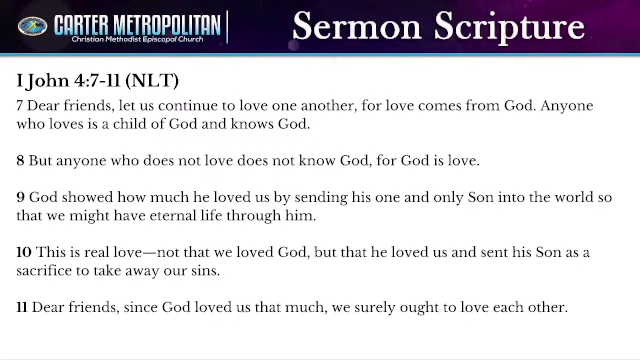 CARTER METROPOLITAN
Christian Methodist Episcopal Church
Sermon Scripture
I John 4:7-11 (NLT)
7 Dear friends, let us continue to love one another, for love comes from God. Anyone
who loves is a child of God and knows God.
8 But anyone who does not love does not know God, for God is love.
9 God showed how much he loved us by sending his one and only Son into the world so
that we might have eternal life through him.
10 This is real love—not that we loved God, but that he loved us and sent his Son as a
sacrifice to take away our sins.
11 Dear friends, since God loved us that much, we surely ought to love each other.